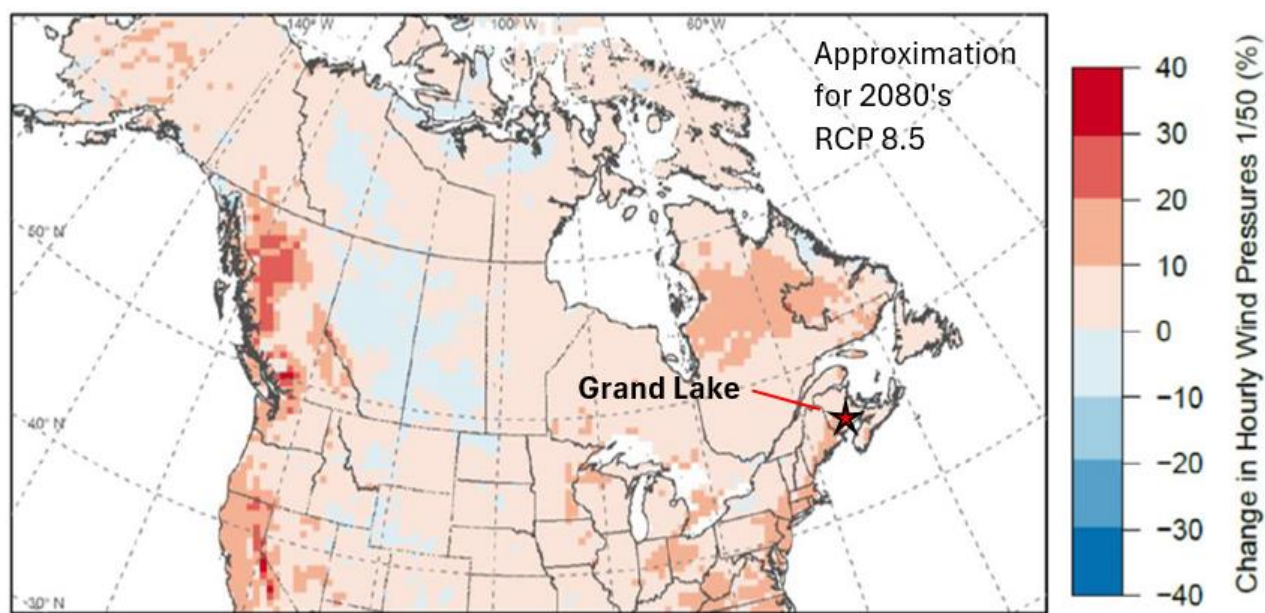 140° W
100° W
60° W
Approximation
for 2080's
RCP 8.5
50° N
Grand Lake
40° N
30° N
40
30
20
10
0
−10
−20
−30
−40
Change in Hourly Wind Pressures 1/50 (%)